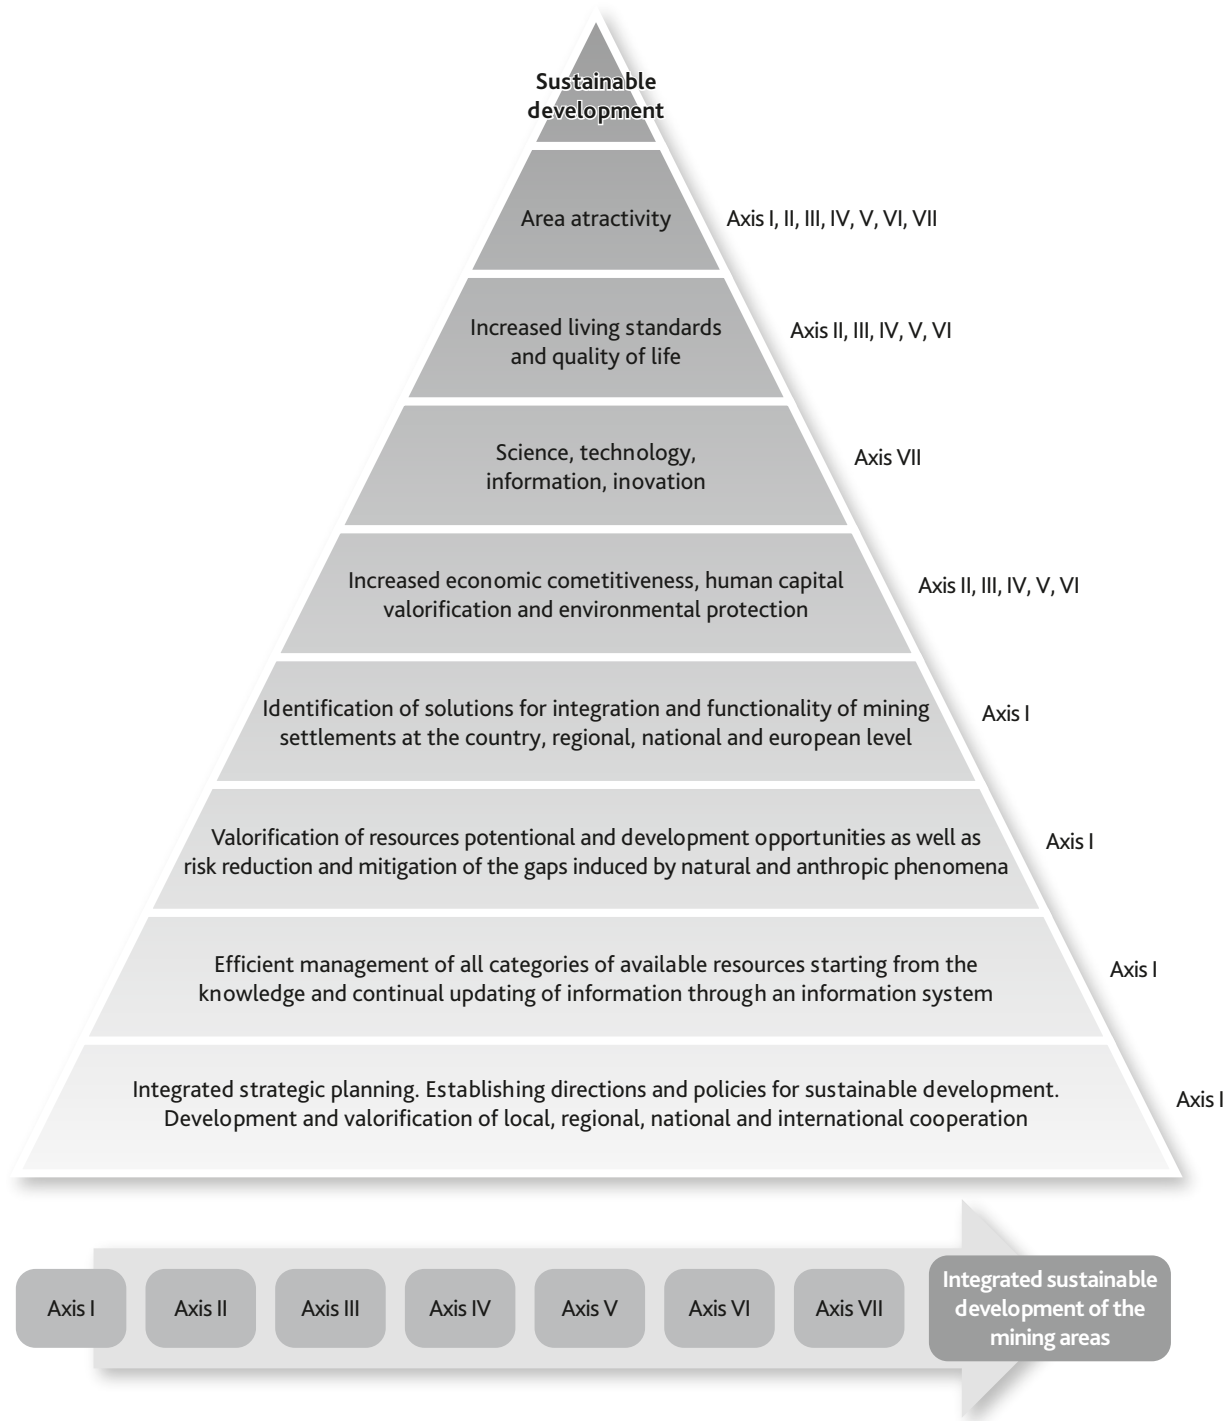 Sustainable
development
Area atractivity
Axis I, II, III, IV, V, VI, VII
Increased living standards
and quality of life
Axis II, III, IV, V, VI
Science, technology,
information, inovation
Axis VII
Increased economic cometitiveness, human capital
valorification and environmental protection
Axis II, III, IV, V, VI
Identification of solutions for integration and functionality of mining
settlements at the country, regional, national and european level
Axis I
Valorification of resources potentional and development opportunities as well as
risk reduction and mitigation of the gaps induced by natural and anthropic phenomena
Axis I
Efficient management of all categories of available resources starting from the
knowledge and continual updating of information through an information system
Axis I
Integrated strategic planning. Establishing directions and policies for sustainable development.
Development and valorification of local, regional, national and international cooperation
Axis I
Axis I
Axis II
Axis III
Axis IV
Axis V
Axis VI
Axis VII
Integrated sustainable
development of the
mining areas